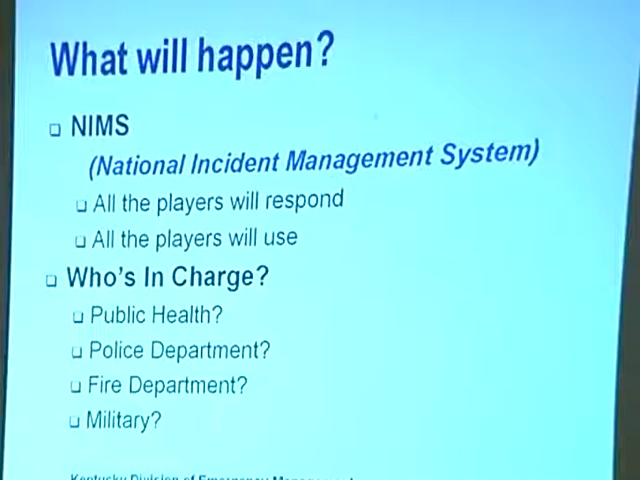 What will happen?
❑ NIMS
(National Incident Management System)
❑ All the players will respond
❑ All the players will use
❑ Who's In Charge?
❑ Public Health?
❑ Police Department?
❑ Fire Department?
❑ Military?
Kentucky Division of Emergency Management